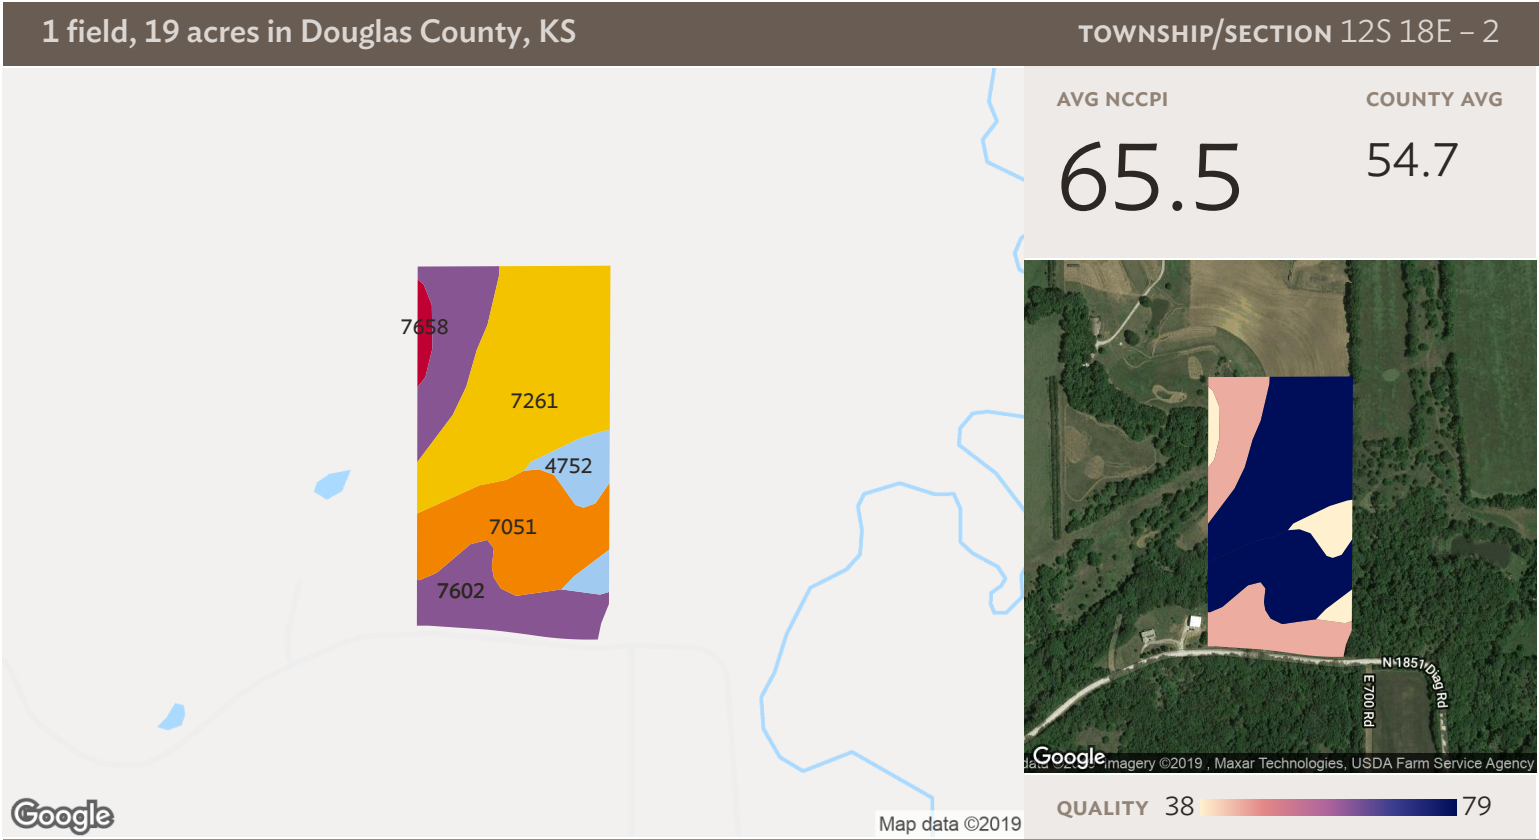 1 field, 19 acres in Douglas County, KS
TOWNSHIP/SECTION 12S 18E – 2
AVG NCCPI
COUNTY AVG
65.5
54.7
7658
7261
4752
7051
7602
N 1851 Diag Rd
E 700 Rd
Google
Imagery ©2019 , Maxar Technologies, USDA Farm Service Agency
QUALITY 38 79
Google
Map data ©2019